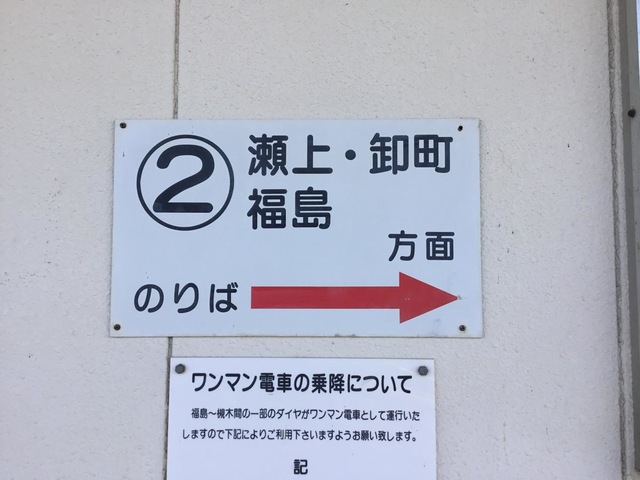 ②
瀬上・卸町
福島
方面
のりば
ワンマン電車の乗降について
福島～槻木間の一部のダイヤがワンマン電車として運行いた
しますので下記によりご利用下さいますようお願い致します。
記